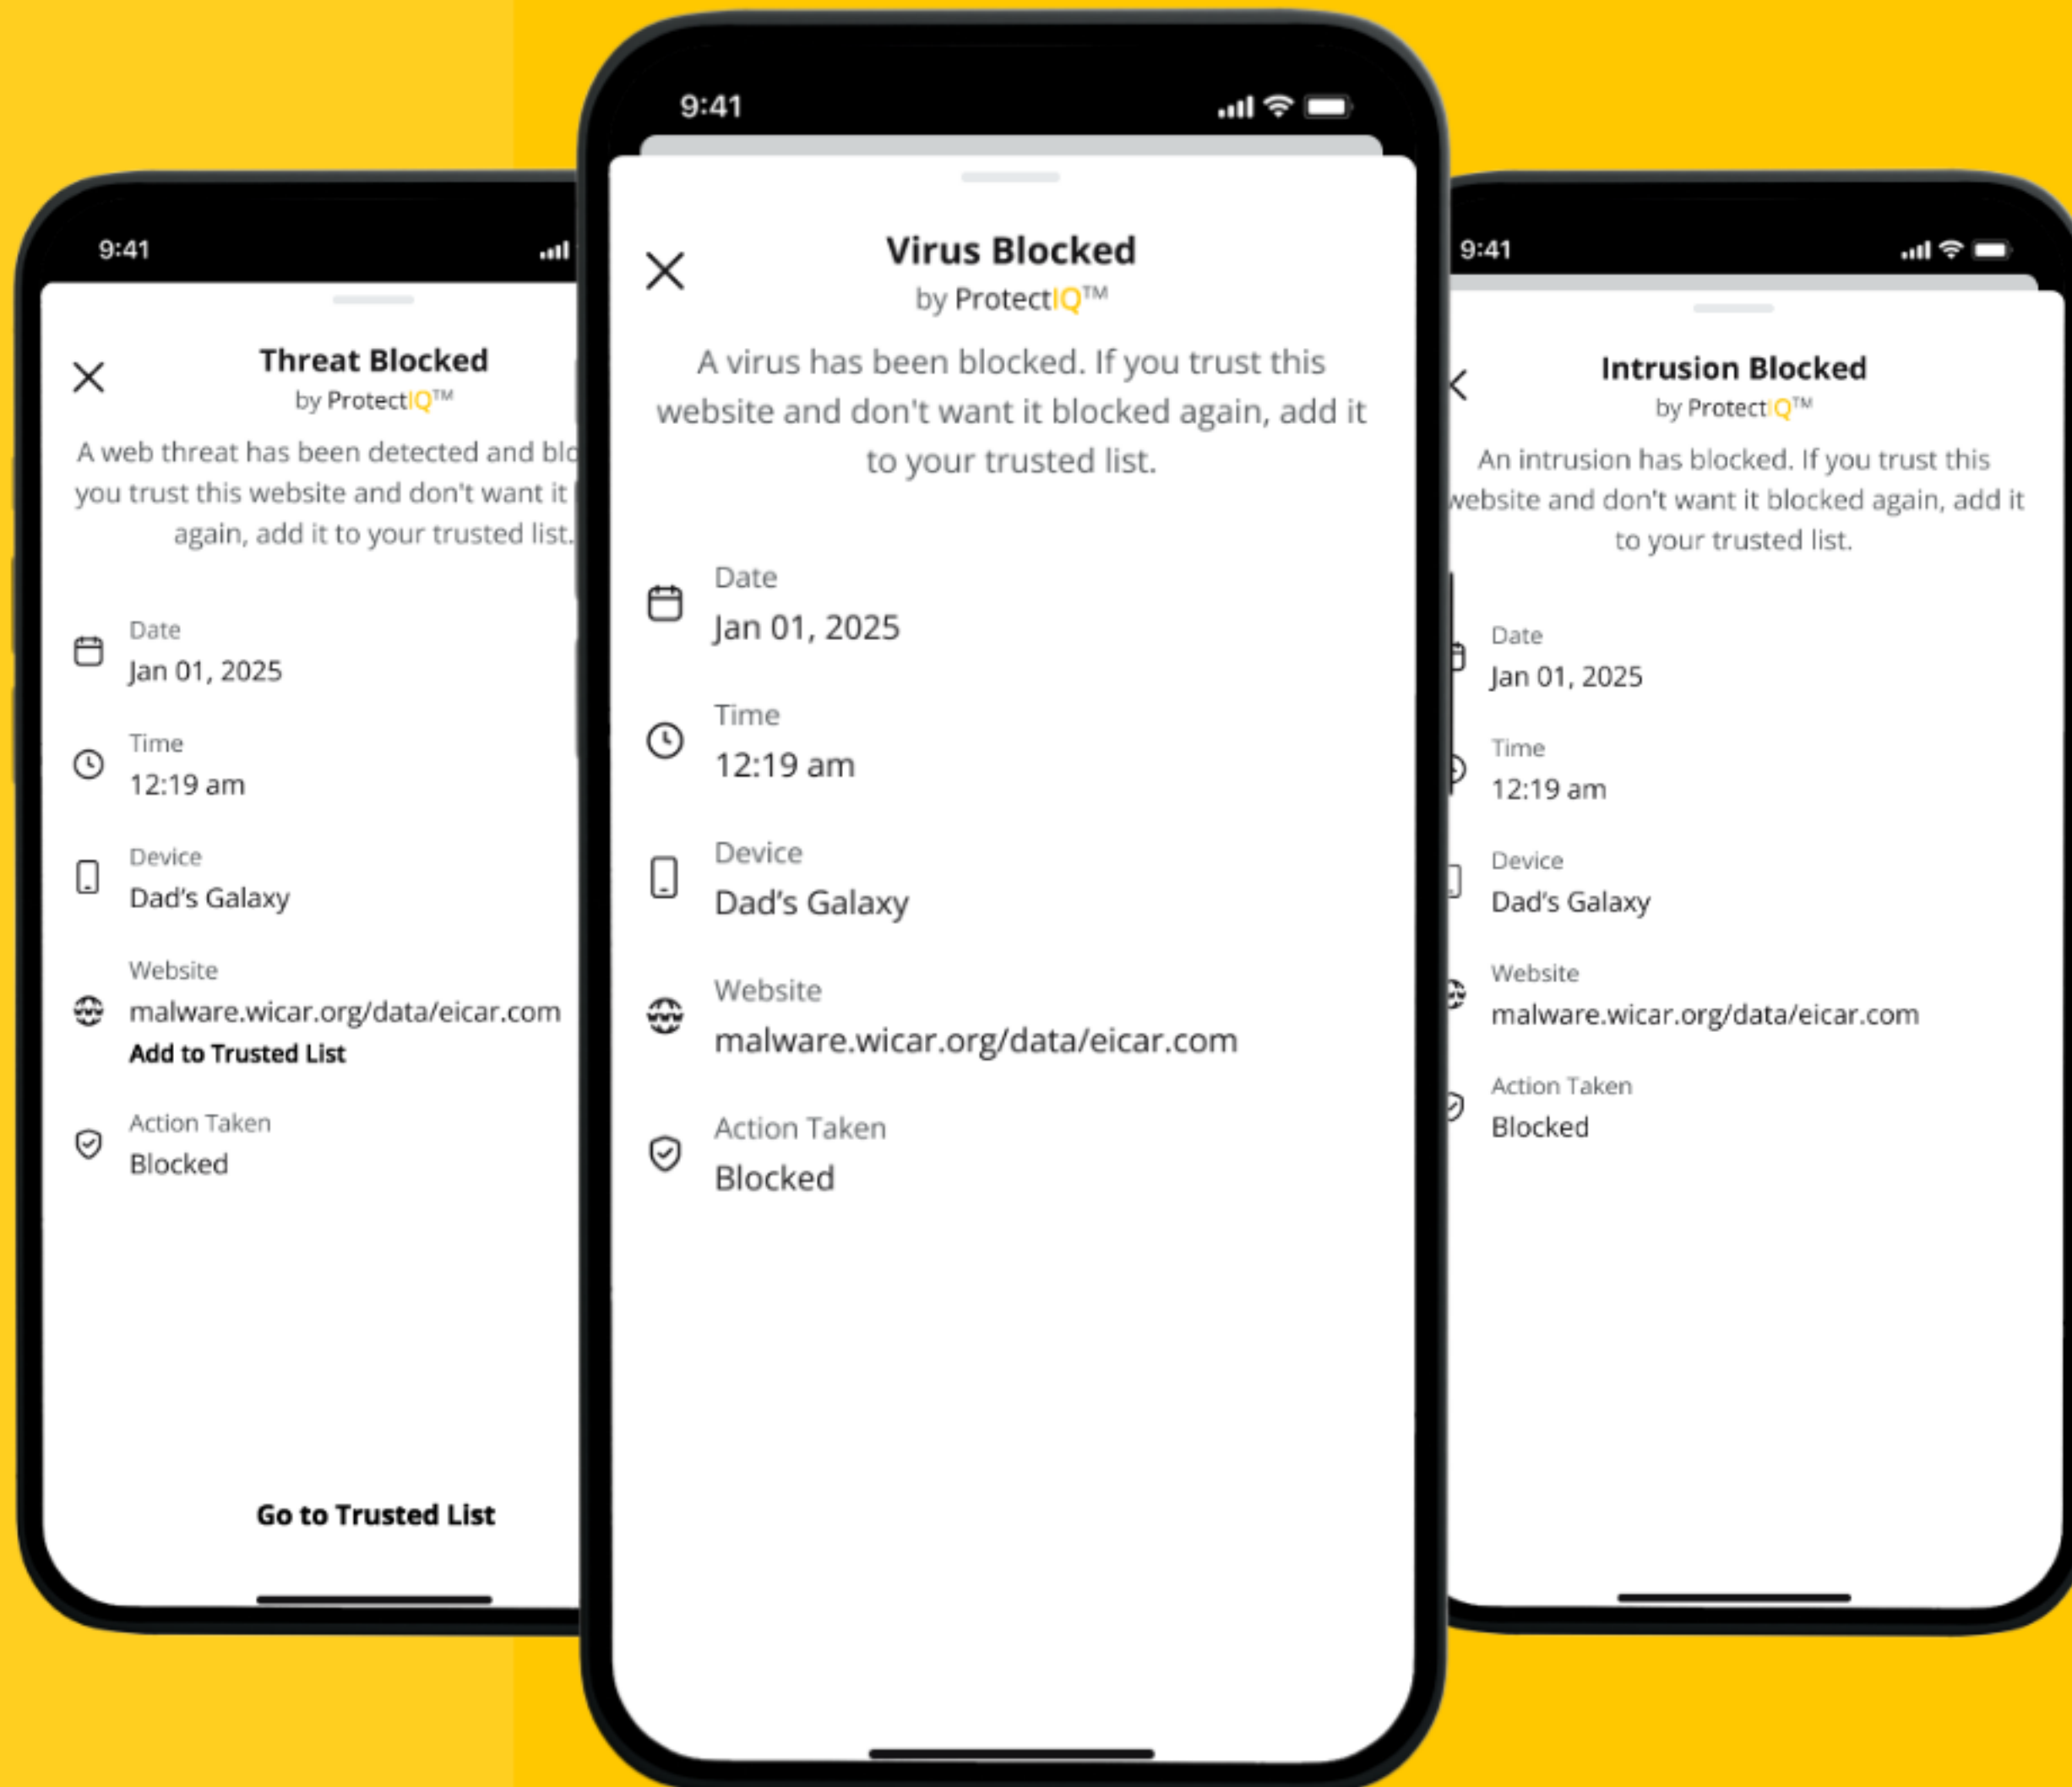 9:41
Threat Blocked
by ProtectIQ™
A web threat has been detected and
you trust this website and don't want it
again, add it to your trusted list.
Date
Jan 01, 2025
Time
12:19 am
Device
Dad’s Galaxy
Website
malware.wicar.org/data/eicar.com
Add to Trusted List
Action Taken
Blocked
Go to Trusted List
9:41
Virus Blocked
by ProtectIQ™
A virus has been blocked. If you trust this
website and don't want it blocked again, add it
to your trusted list.
Date
Jan 01, 2025
Time
12:19 am
Device
Dad’s Galaxy
Website
malware.wicar.org/data/eicar.com
Action Taken
Blocked
9:41
Intrusion Blocked
by ProtectIQ™
An intrusion has blocked. If you trust this
website and don't want it blocked again, add it
to your trusted list.
Date
Jan 01, 2025
Time
12:19 am
Device
Dad’s Galaxy
Website
malware.wicar.org/data/eicar.com
Action Taken
Blocked